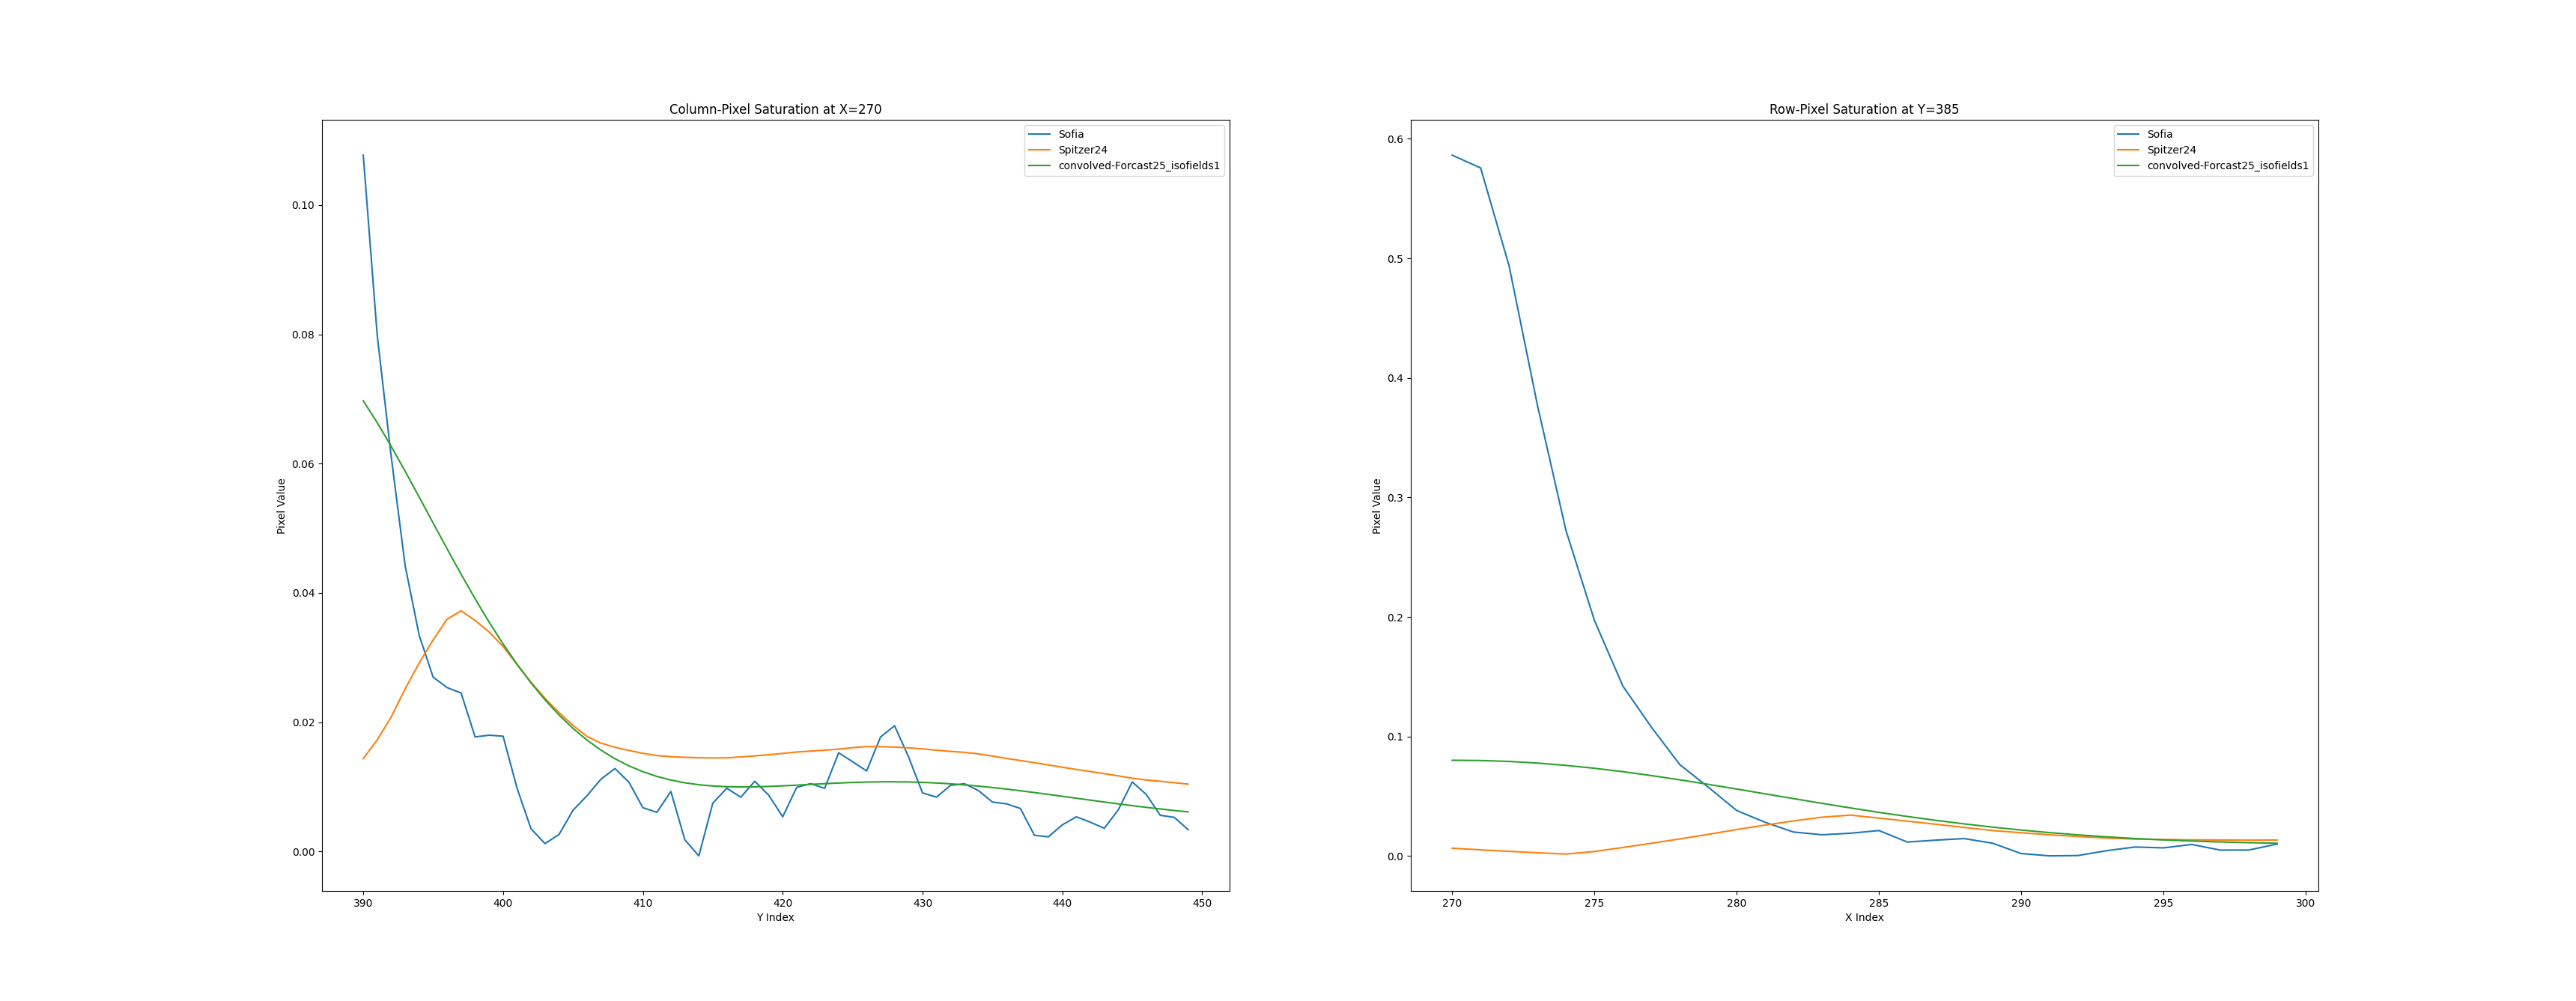 Column-Pixel Saturation at X=270
Sofia
Spitzer24
convolved-Forcast25_isofields1
0.10
0.08
0.06
0.04
0.02
0.00
Pixel Value
390 400 410 420 430 440 450
Y Index
Row-Pixel Saturation at Y=385
Sofia
Spitzer24
convolved-Forcast25_isofields1
0.6
0.5
0.4
0.3
0.2
0.1
0.0
Pixel Value
270 275 280 285 290 295 300
X Index